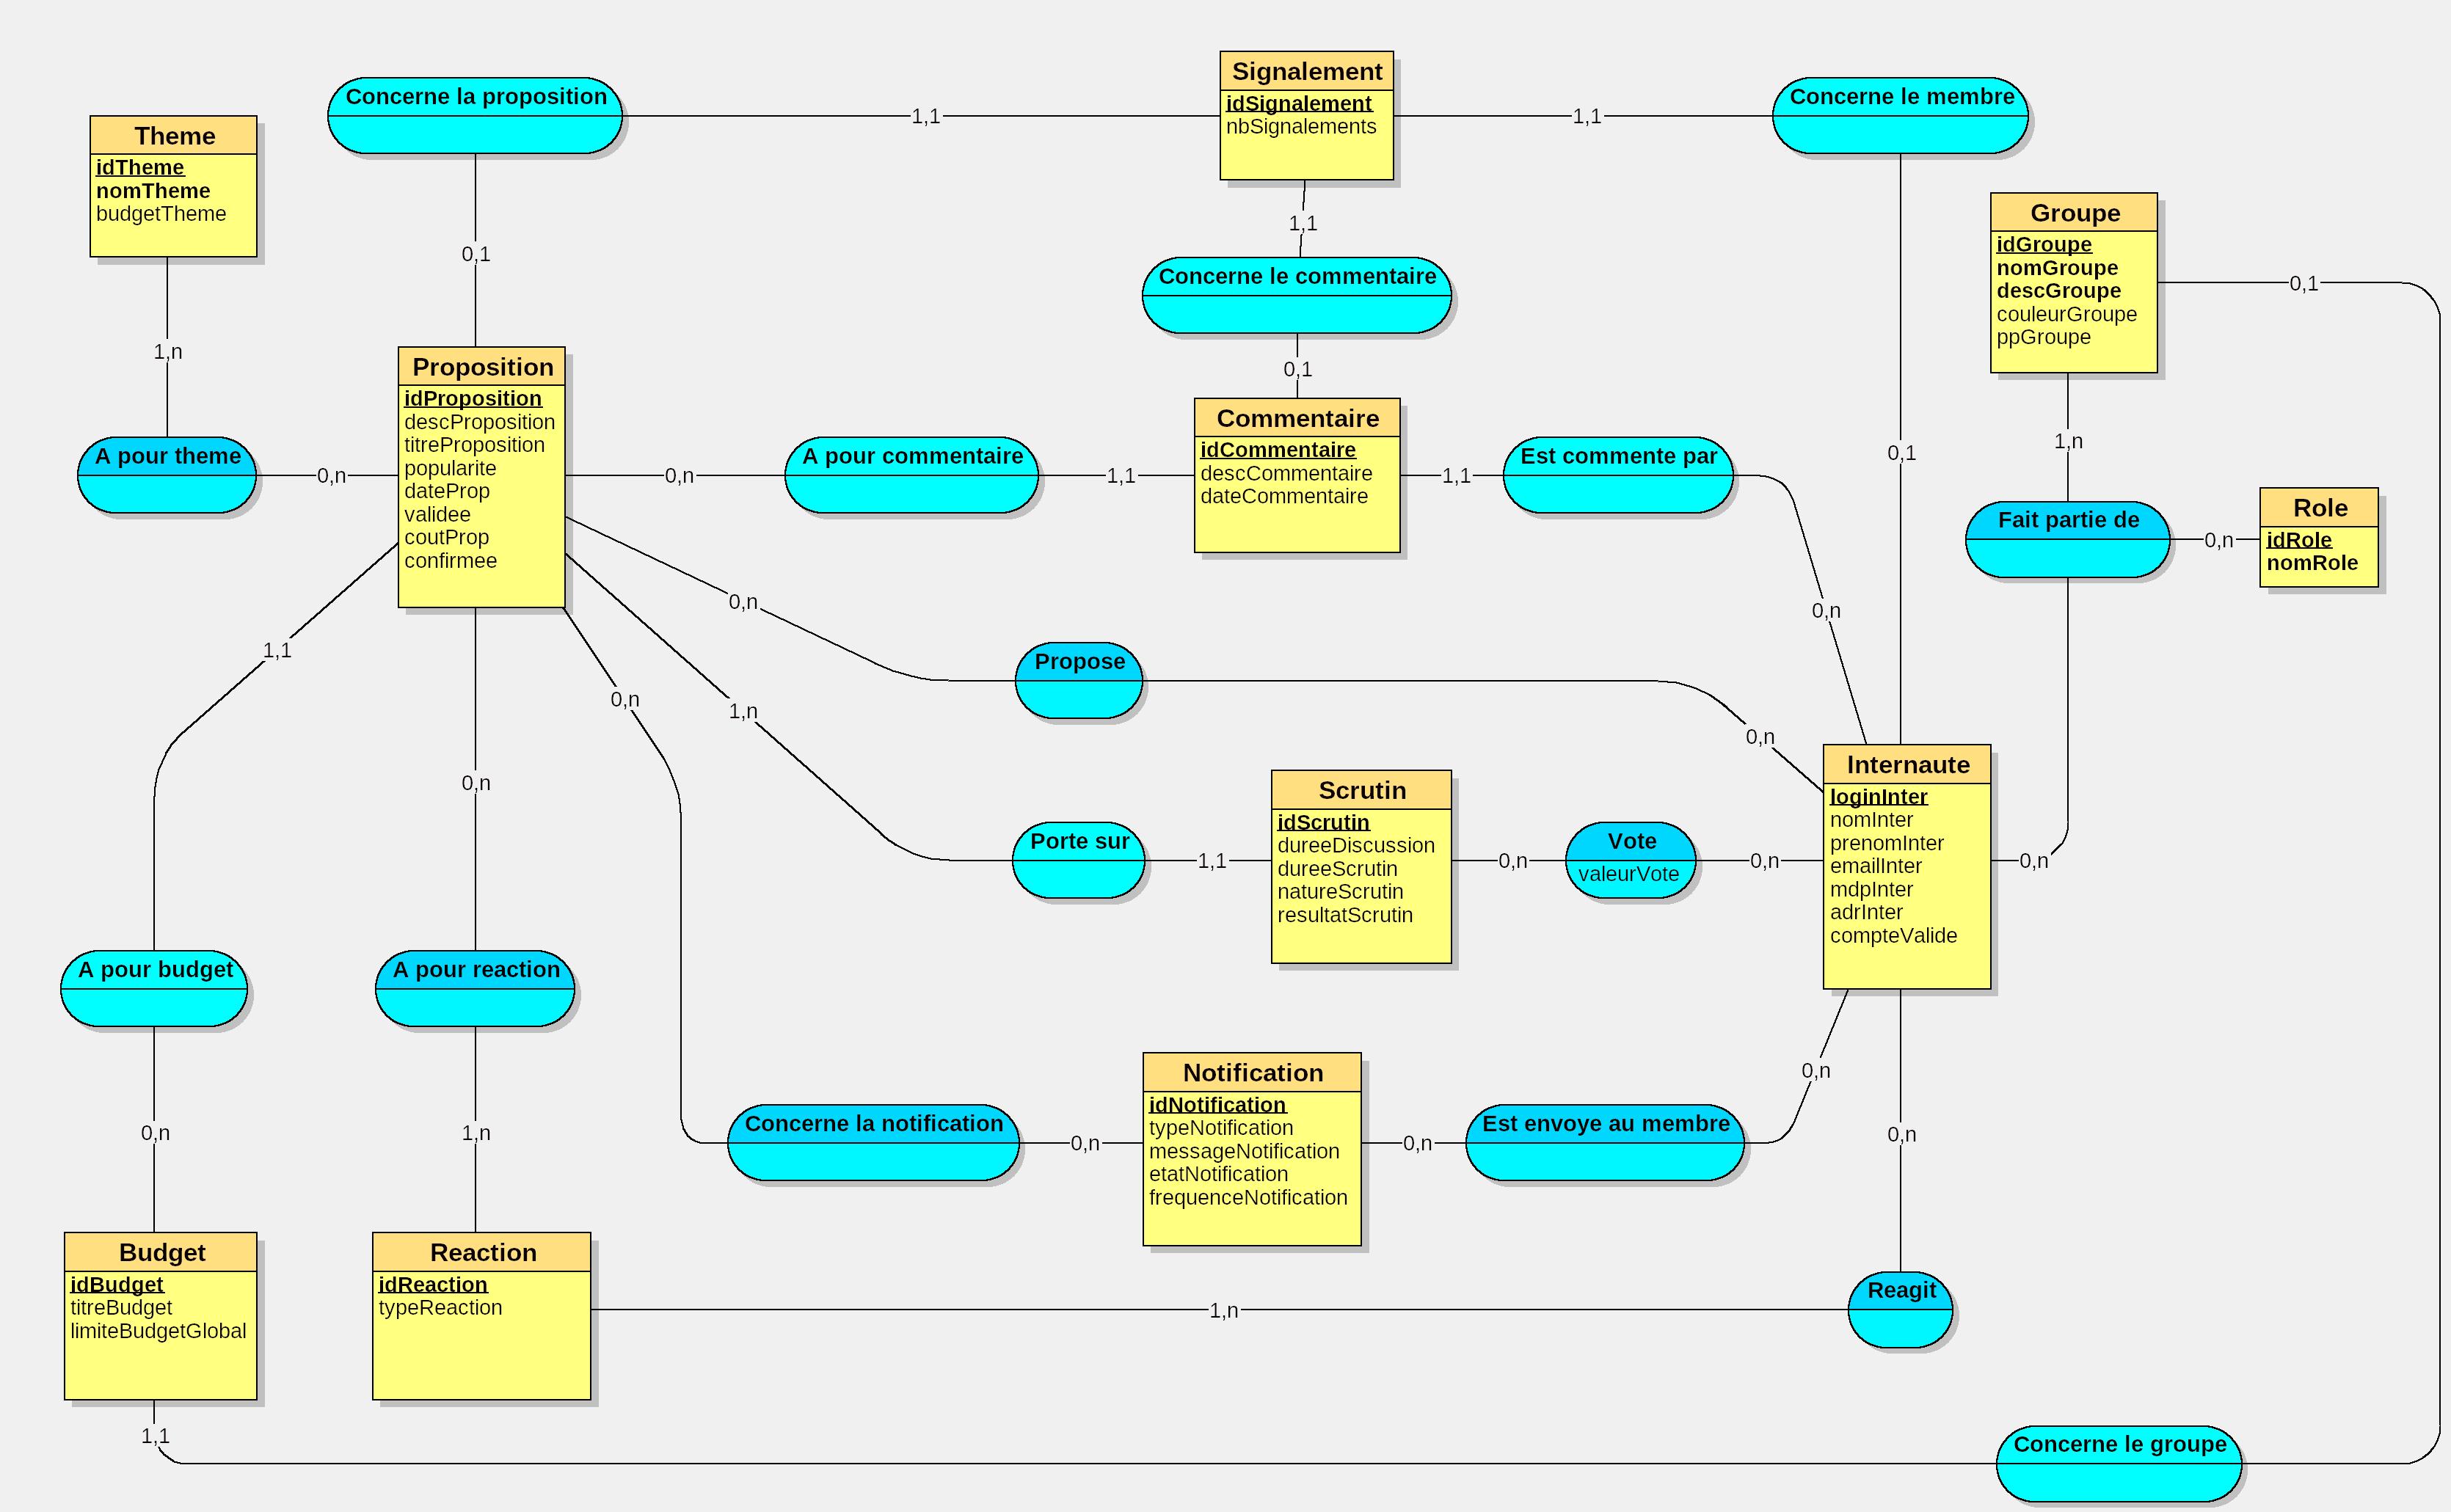 Signalement
idSignalement
nbSignalements
Concerne la proposition
1,1
1,1
Concerne le membre
Theme
idTheme
nomTheme
budgetTheme
0,1
1,1
Concerne le commentaire
0,1
Groupe
idGroupe
nomGroupe
descGroupe
couleurGroupe
ppGroupe
0,1
1,n
Proposition
idProposition
descProposition
titreProposition
popularite
dateProp
validee
coutProp
confirmee
Commentaire
idCommentaire
descCommentaire
dateCommentaire
0,1
1,n
A pour theme
0,n
0,n
A pour commentaire
1,1
1,1
Est commente par
Fait partie de
0,n
Role
idRole
nomRole
0,n
0,n
1,1
Propose
0,n
0,n
1,n
0,n
Scrutin
idScrutin
dureeDiscussion
dureeScrutin
natureScrutin
resultatScrutin
Internaute
loginInter
nomInter
prenomInter
emailInter
mdpInter
adrInter
compteValide
0,n
Porte sur
1,1
0,n
Vote
valeurVote
0,n
0,n
A pour budget
A pour reaction
0,n
Notification
idNotification
typeNotification
messageNotification
etatNotification
frequenceNotification
0,n
1,n
Concerne la notification
0,n
0,n
Est envoye au membre
0,n
Budget
idBudget
titreBudget
limiteBudgetGlobal
Reaction
idReaction
typeReaction
1,n
Reagit
1,1
Concerne le groupe